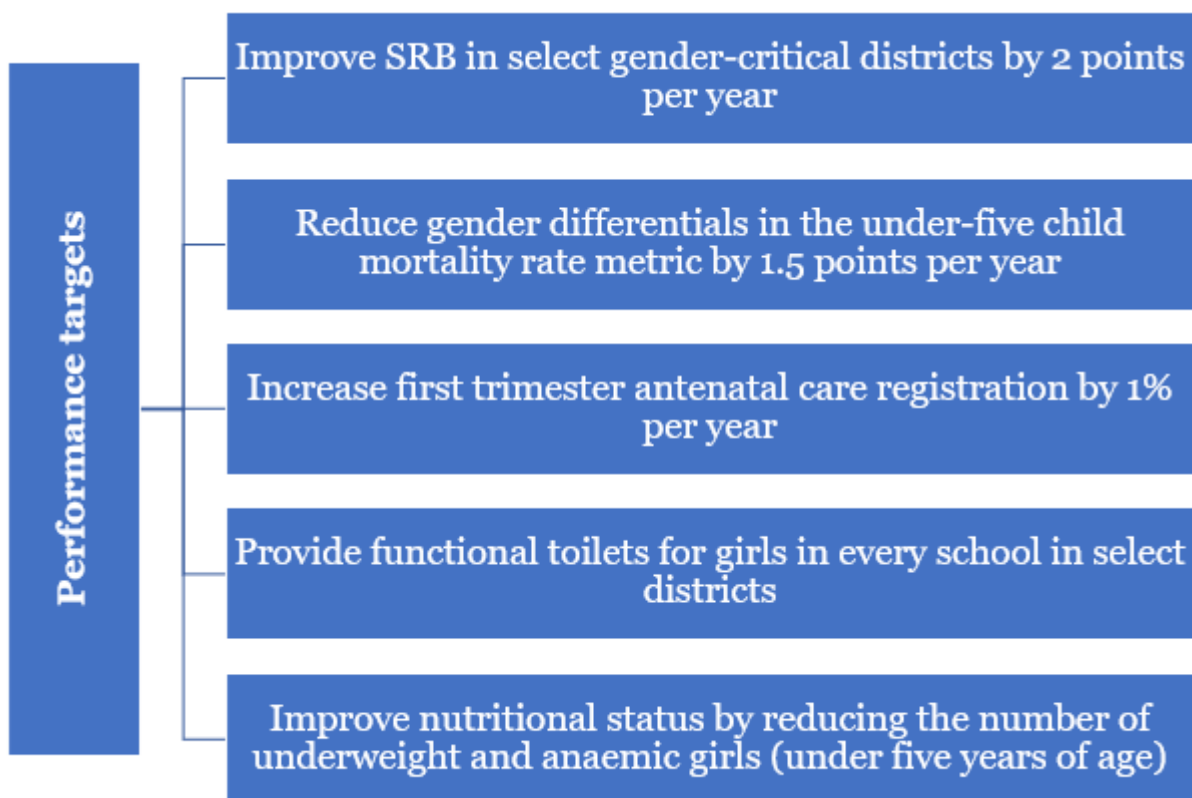 Performance targets
Improve SRB in select gender-critical districts by 2 points
per year
Reduce gender differentials in the under-five child
mortality rate metric by 1.5 points per year
Increase first trimester antenatal care registration by 1%
per year
Provide functional toilets for girls in every school in select
districts
Improve nutritional status by reducing the number of
underweight and anaemic girls (under five years of age)